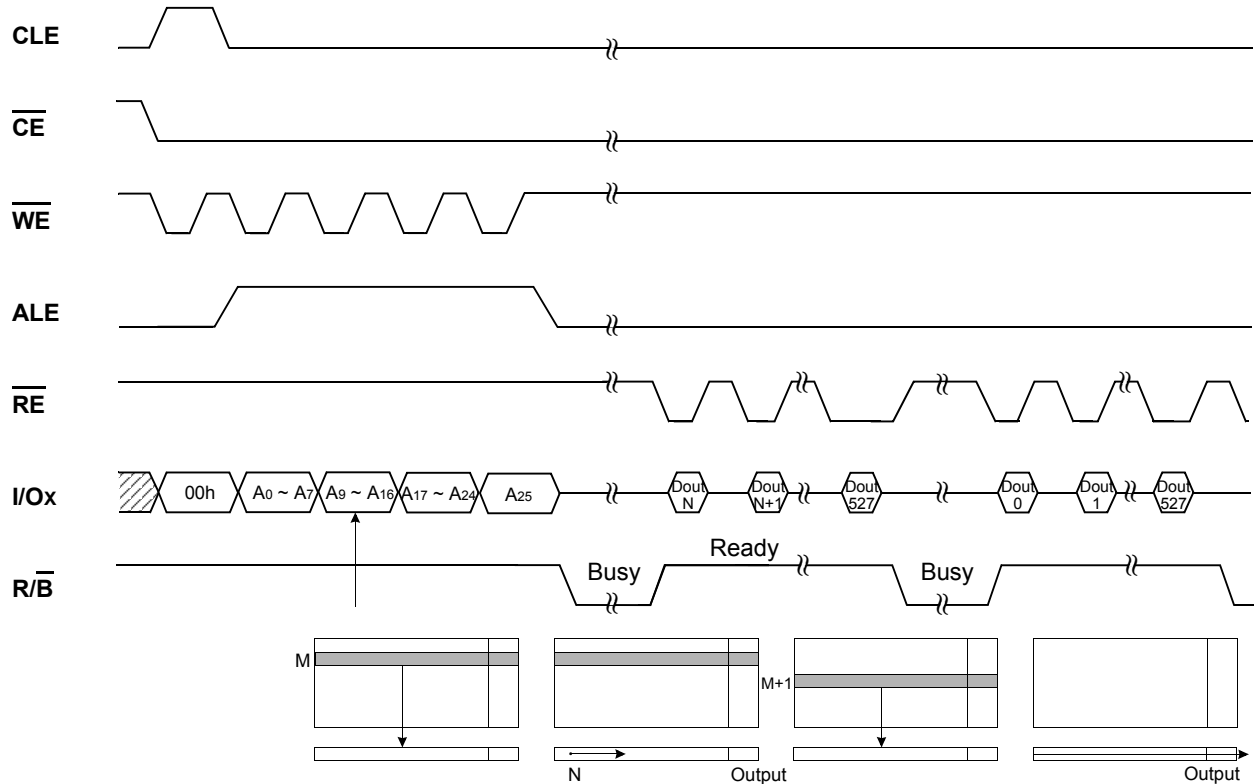 CLE
CE
WE
ALE
RE
I/Ox
00h
A0 ~ A7
A9 ~ A16
A17 ~ A24
A25
Dout
N
Dout
N+1
Dout
527
Dout
0
Dout
1
Dout
527
R/B
Busy
Ready
Busy
M
M+1
N
Output
Output